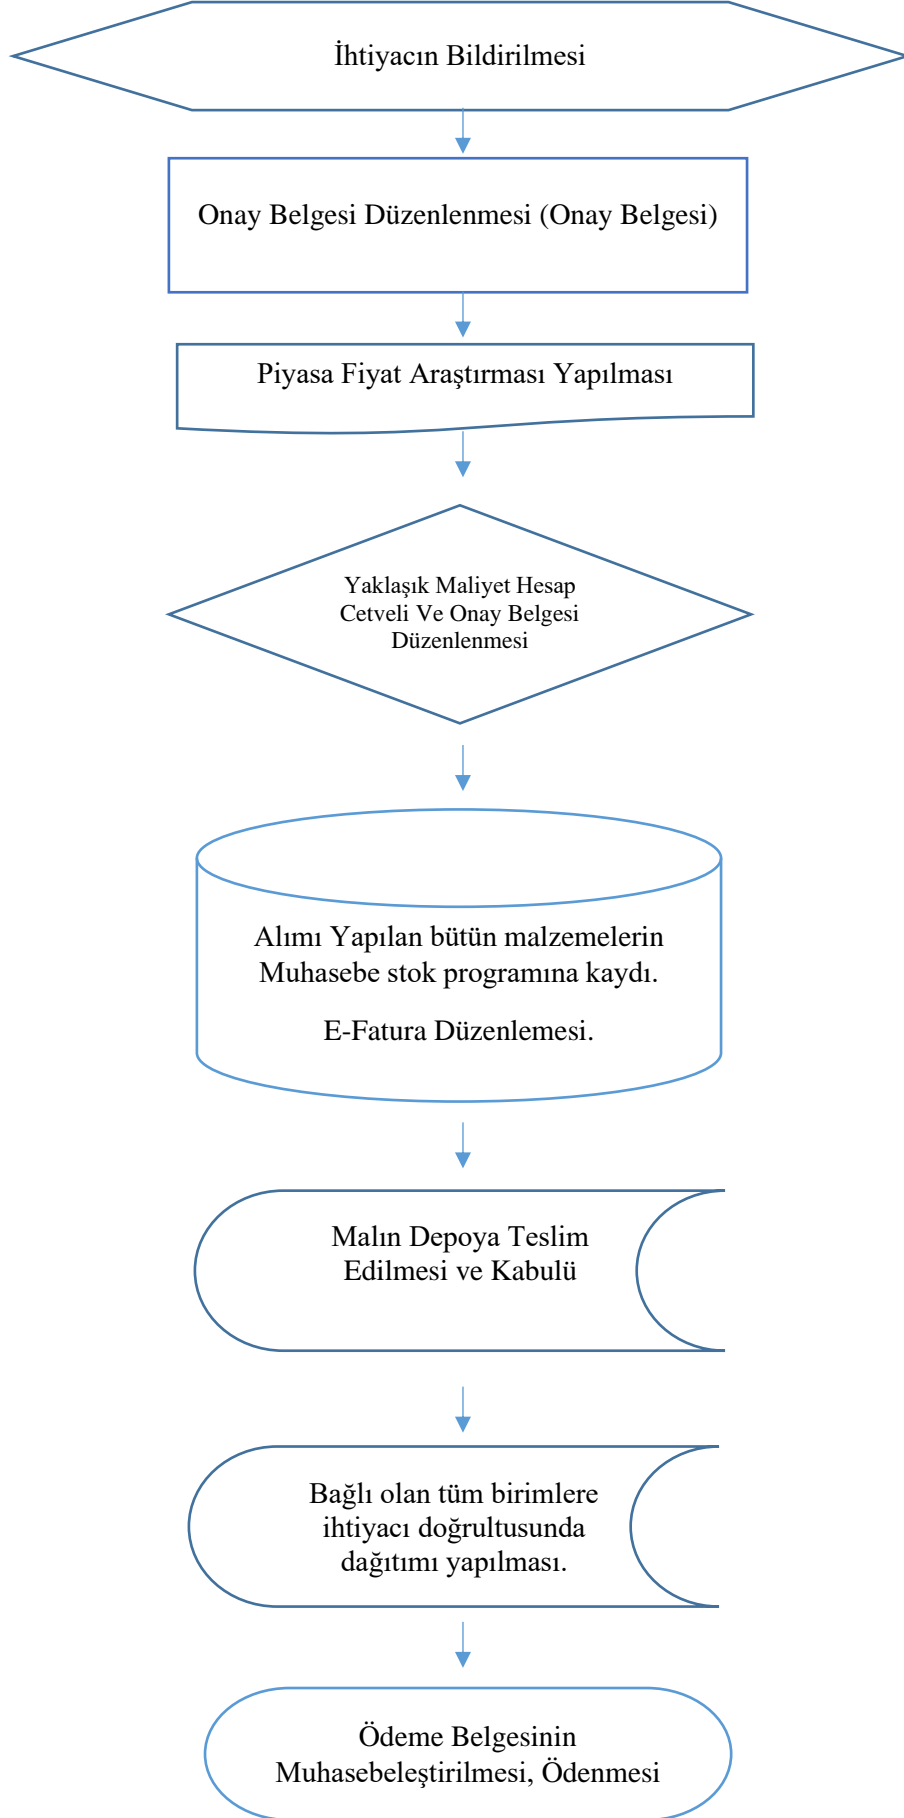 İhtiyacın Bildirilmesi
Onay Belgesi Düzenlenmesi (Onay Belgesi)
Piyasa Fiyat Araştırması Yapılması
Yaklaşık Maliyet Hesap
Cetveli Ve Onay Belgesi
Düzenlenmesi
Alımı Yapılan bütün malzemelerin
Muhasebe stok programına kaydı.
E-Fatura Düzenlemesi.
Malın Depoya Teslim
Edilmesi ve Kabulü
Bağlı olan tüm birimlere
ihtiyacı doğrultusunda
dağıtımı yapılması.
Ödeme Belgesinin
Muhasebeleştirilmesi, Ödenmesi